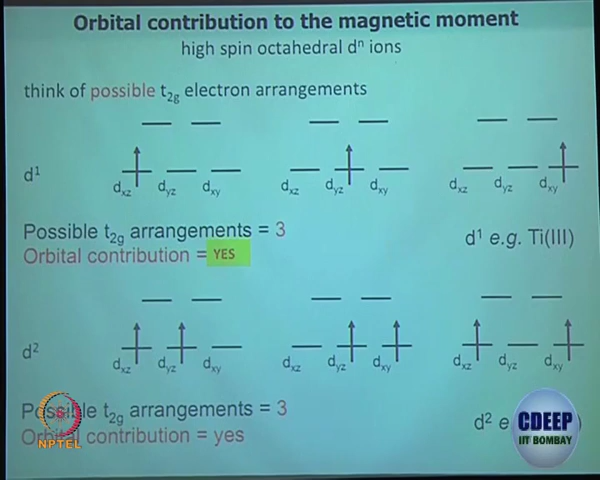 Orbital contribution to the magnetic moment
high spin octahedral dⁿ ions
think of possible t₂g electron arrangements
d¹
dxz dyz dxy dxz dyz dxy dxz dyz dxy
Possible t₂g arrangements = 3
d¹ e.g. Ti(III)
Orbital contribution = YES
d²
dxz dyz dxy dxz dyz dxy dxz dyz dxy
Possible t₂g arrangements = 3
d² e
Orbital contribution = yes
NPTEL
CDEEP
IIT BOMBAY